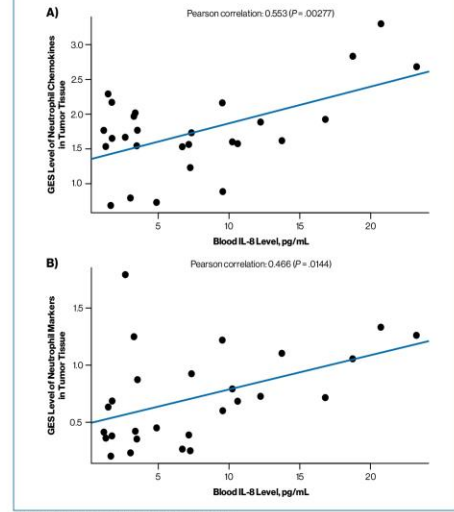 A)
Pearson correlation: 0.553 (P = .00277)
GES Level of Neutrophil Chemokines
in Tumor Tissue
3.0
2.5
2.0
1.5
1.0
5 10 15 20
Blood IL-8 Level, pg/mL
B)
Pearson correlation: 0.466 (P = .0144)
GES Level of Neutrophil Markers
in Tumor Tissue
1.5
1.0
0.5
5 10 15 20
Blood IL-8 Level, pg/mL